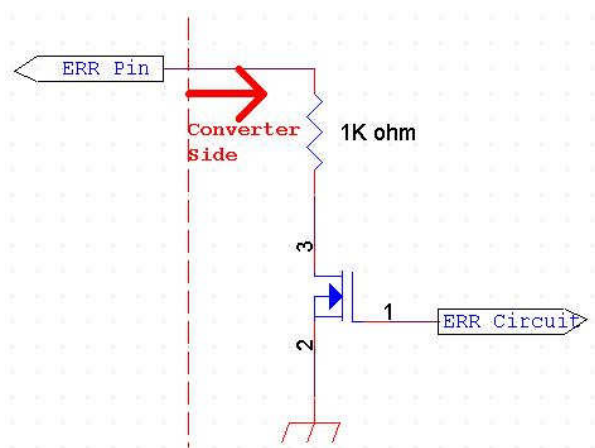 ERR Pin
Converter
Side
1K ohm
3
1
ERR Circuit
2